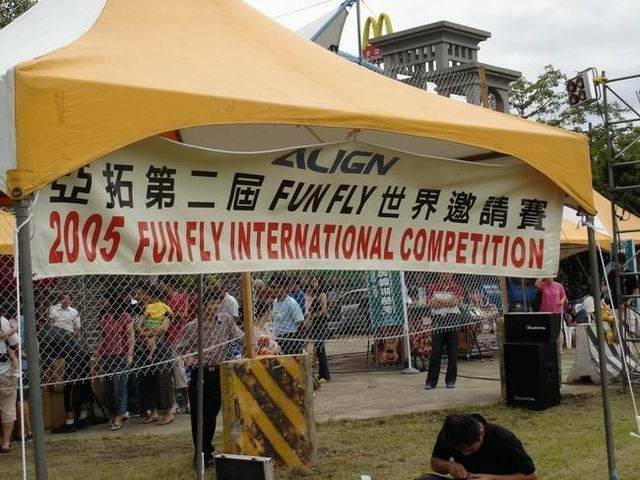 ALIGN
亞拓第二屆 FUN FLY 世界邀請賽
2005 FUN FLY INTERNATIONAL COMPETITION